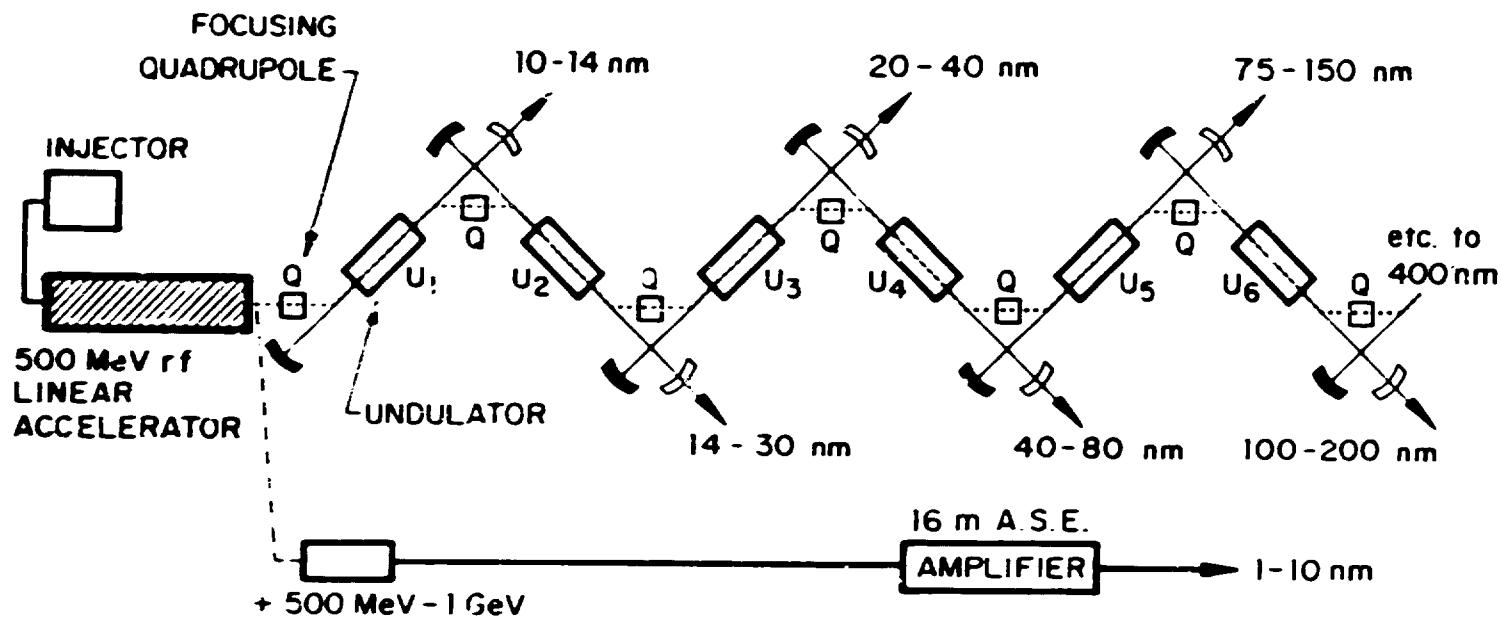 FOCUSING
QUADRUPOLE
10-14 nm
20-40 nm
75-150 nm
INJECTOR
Q
Q
Q
Q
Q
Q
Q
U1
U2
U3
U4
U5
U6
etc. to
400 nm
500 MeV rf
LINEAR
ACCELERATOR
UNDULATOR
14-30 nm
40-80 nm
100-200 nm
16 m A.S.E.
AMPLIFIER
1-10 nm
+ 500 MeV-1 GeV